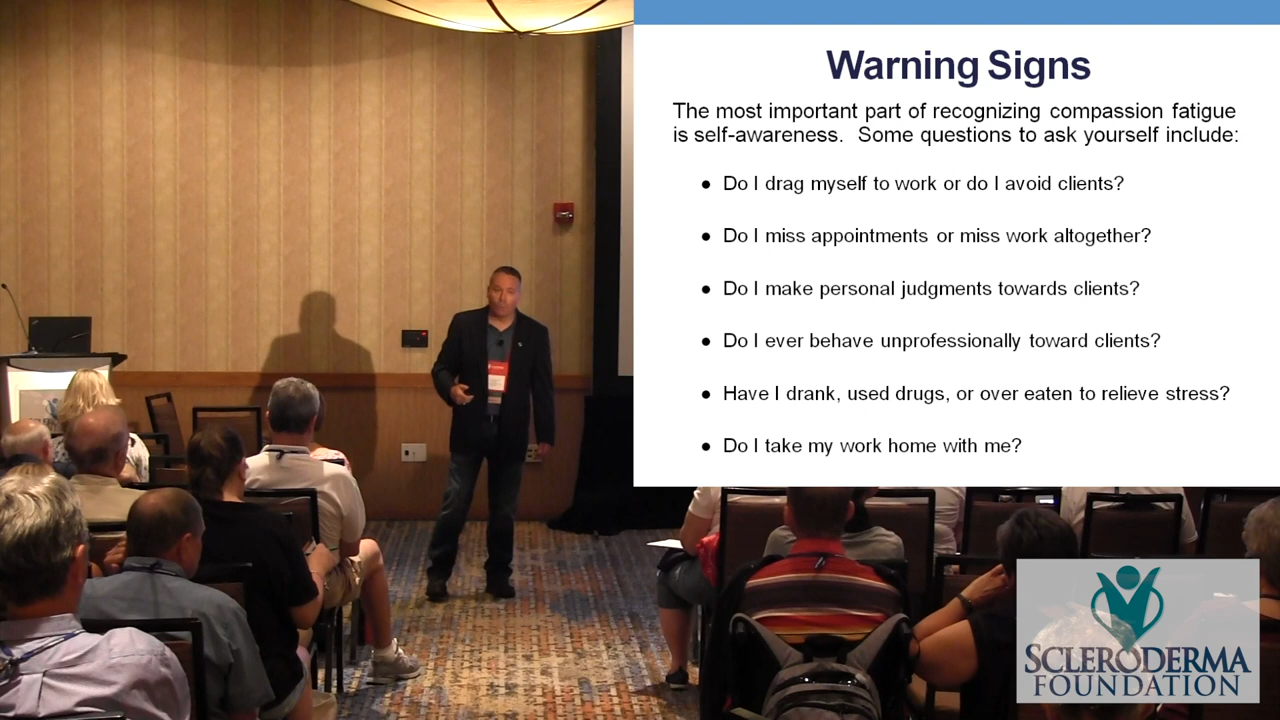 Warning Signs
The most important part of recognizing compassion fatigue
is self-awareness. Some questions to ask yourself include:
● Do I drag myself to work or do I avoid clients?
● Do I miss appointments or miss work altogether?
● Do I make personal judgments towards clients?
● Do I ever behave unprofessionally toward clients?
● Have I drank, used drugs, or over eaten to relieve stress?
● Do I take my work home with me?
SCLERODERMA
FOUNDATION